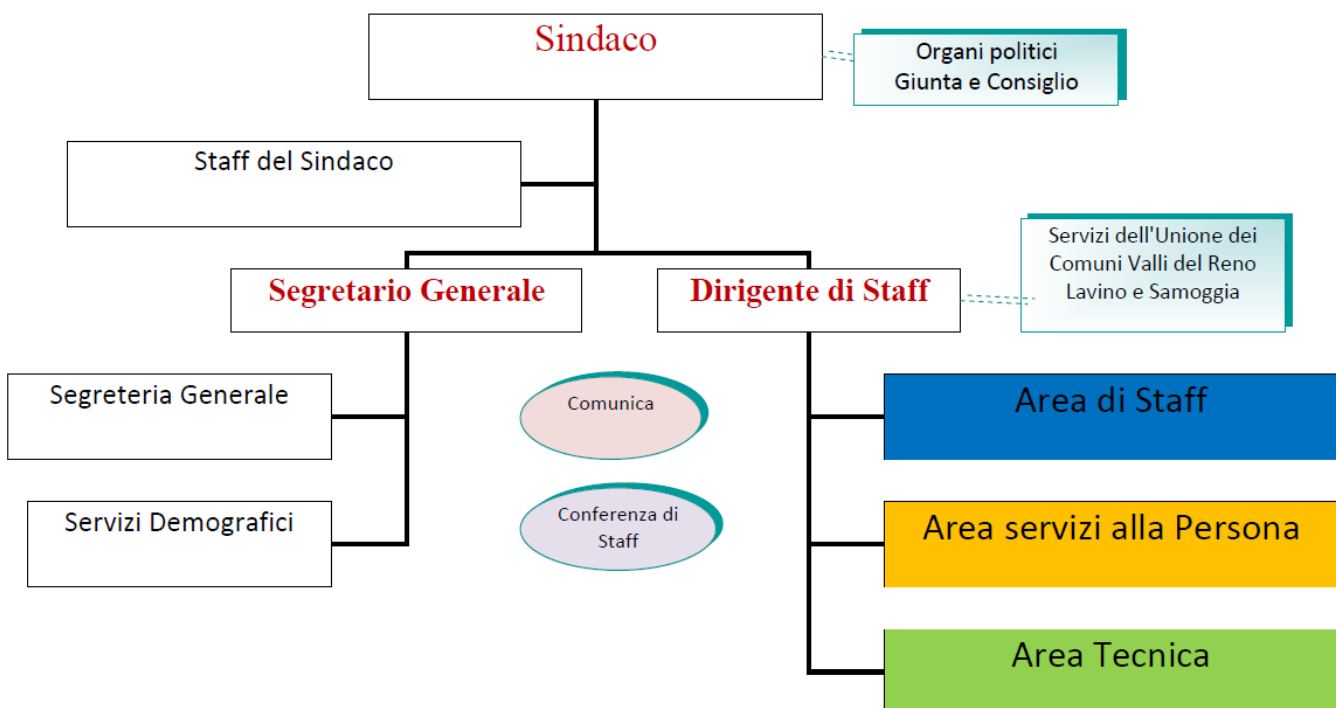 Sindaco
Organi politici
Giunta e Consiglio
Staff del Sindaco
Servizi dell'Unione dei
Comuni Valli del Reno
Lavino e Samoggia
Segretario Generale
Dirigente di Staff
Segreteria Generale
Comunica
Area di Staff
Servizi Demografici
Conferenza di
Staff
Area servizi alla Persona
Area Tecnica